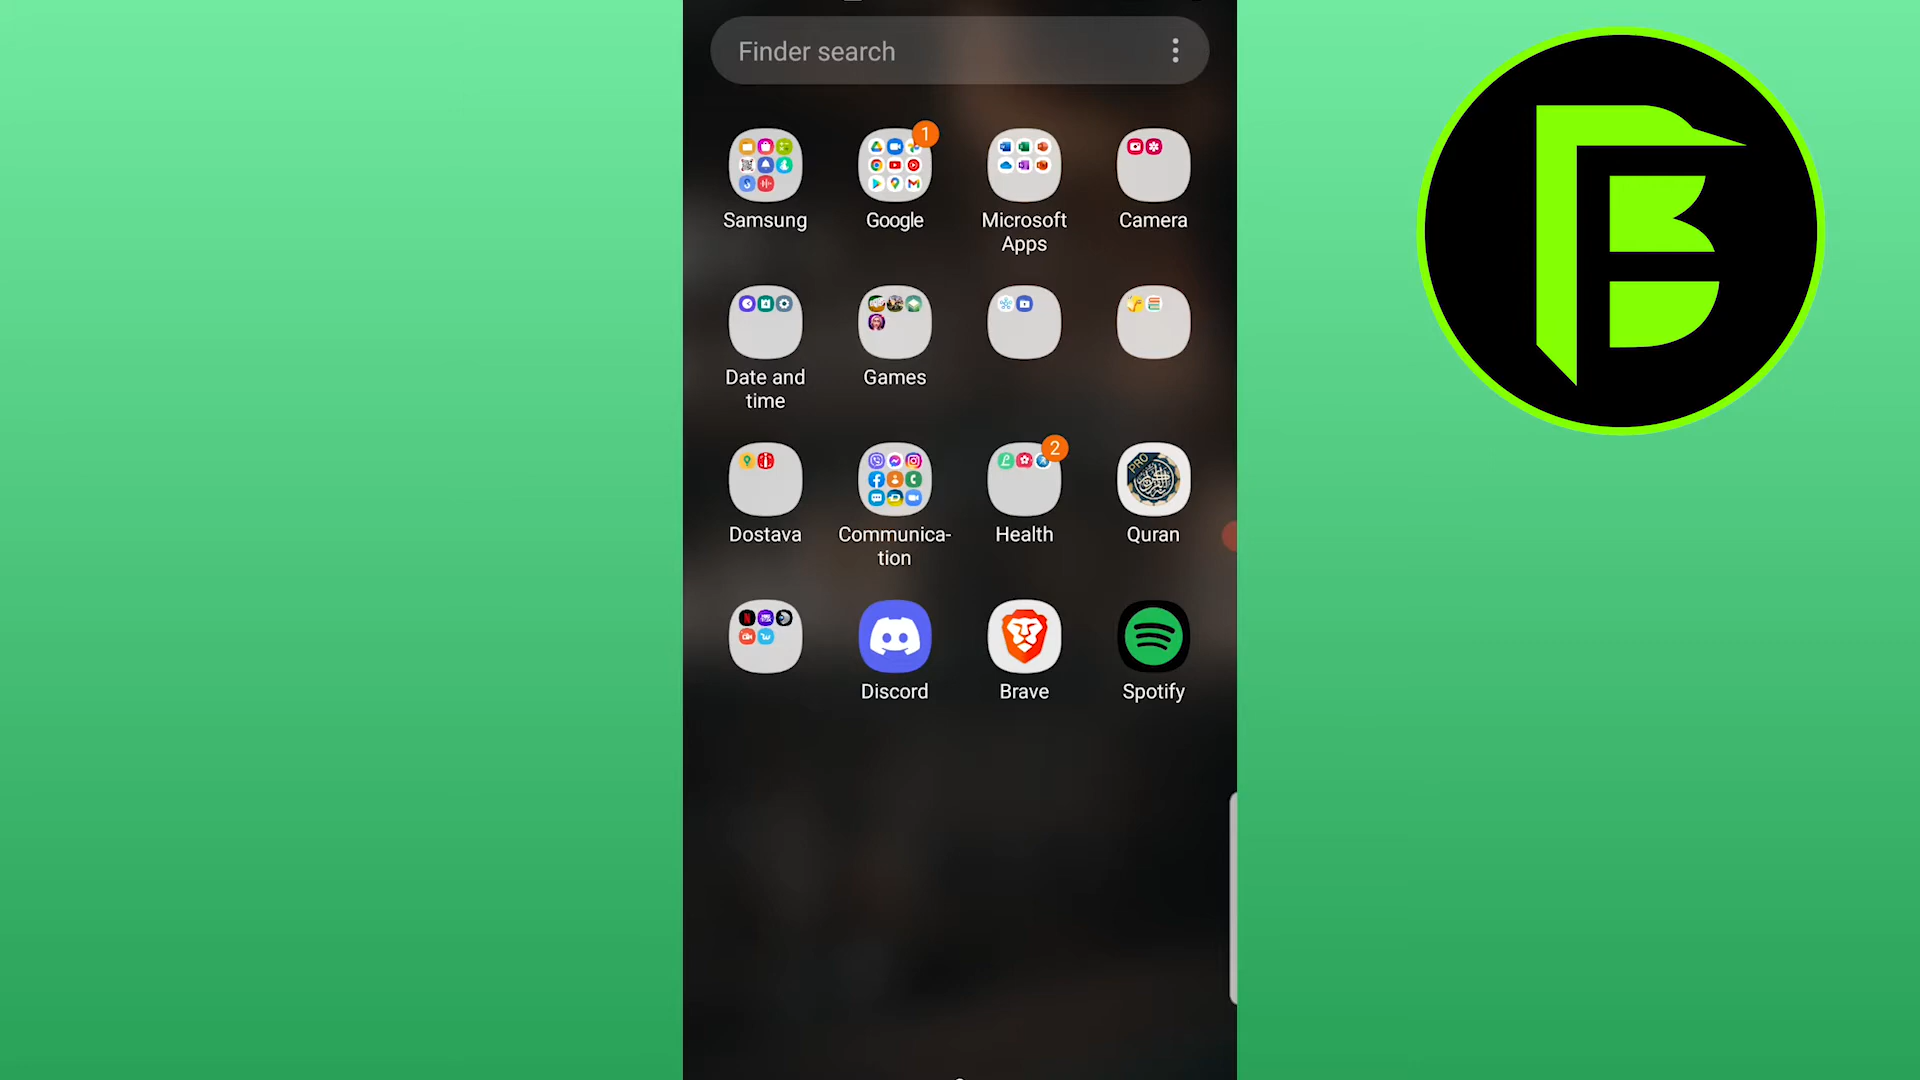 Finder search
1
Samsung
Google
Microsoft
Apps
Camera
Date and
time
Games
2
Dostava
Communica-
tion
Health
PRO
Quran
Discord
Brave
Spotify